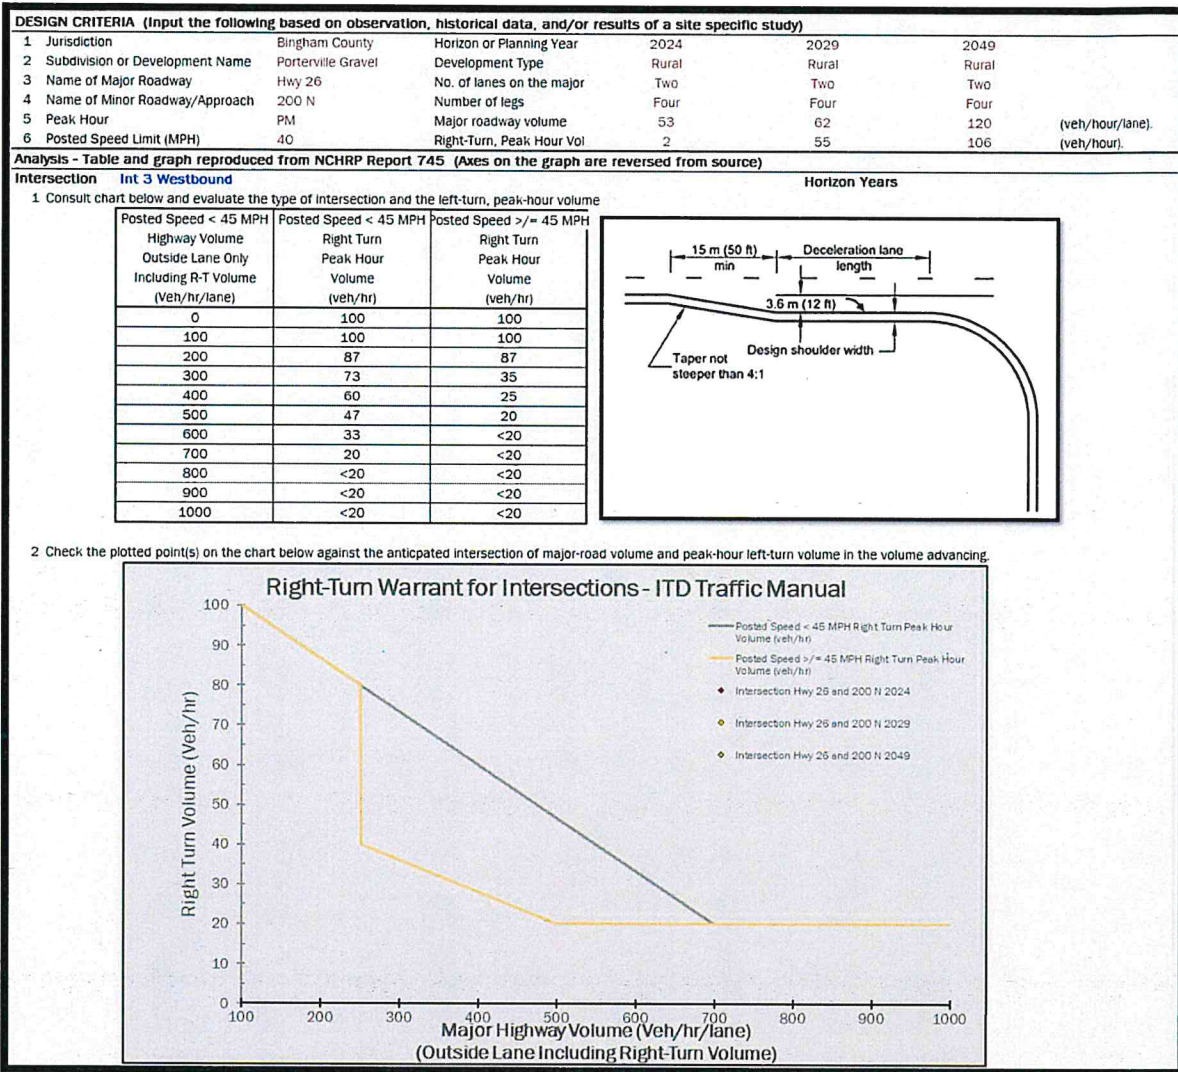 DESIGN CRITERIA (Input the following based on observation, historical data, and/or results of a site specific study)
1 Jurisdiction Bingham County Horizon or Planning Year 2024 2029 2049
2 Subdivision or Development Name Porterville Gravel Development Type Rural Rural Rural
3 Name of Major Roadway Hwy 26 No. of lanes on the major Two Two Two
4 Name of Minor Roadway/Approach 200 N Number of legs Four Four Four
5 Peak Hour PM Major roadway volume 53 62 120 (veh/hour/lane).
6 Posted Speed Limit (MPH) 40 Right-Turn, Peak Hour Vol 2 55 106 (veh/hour).
Analysis - Table and graph reproduced from NCHRP Report 745 (Axes on the graph are reversed from source)
Intersection Int 3 Westbound Horizon Years
1 Consult chart below and evaluate the type of intersection and the left-turn, peak-hour volume
Posted Speed < 45 MPH Posted Speed < 45 MPH Posted Speed >/= 45 MPH
Highway Volume Right Turn Right Turn
Outside Lane Only Peak Hour Peak Hour
Including R-T Volume Volume Volume
(Veh/hr/lane) (veh/hr) (veh/hr)
0 100 100
100 100 100
200 87 87
300 73 35
400 60 25
500 47 20
600 33 <20
700 20 <20
800 <20 <20
900 <20 <20
1000 <20 <20
15 m (50 ft) Deceleration lane
min length
3.6 m (12 ft)
Design shoulder width
Taper not
steeper than 4:1
2 Check the plotted point(s) on the chart below against the anticpated intersection of major-road volume and peak-hour left-turn volume in the volume advancing.
Right-Turn Warrant for Intersections - ITD Traffic Manual
Right Turn Volume (Veh/hr)
100
90
80
70
60
50
40
30
20
10
0
Posted Speed < 45 MPH Right Turn Peak Hour
Volume (veh/hr)
Posted Speed >/= 45 MPH Right Turn Peak Hour
Volume (veh/hr)
Intersection Hwy 26 and 200 N 2024
Intersection Hwy 26 and 200 N 2029
Intersection Hwy 26 and 200 N 2049
100 200 300 400 500 600 700 800 900 1000
Major Highway Volume (Veh/hr/lane)
(Outside Lane Including Right-Turn Volume)